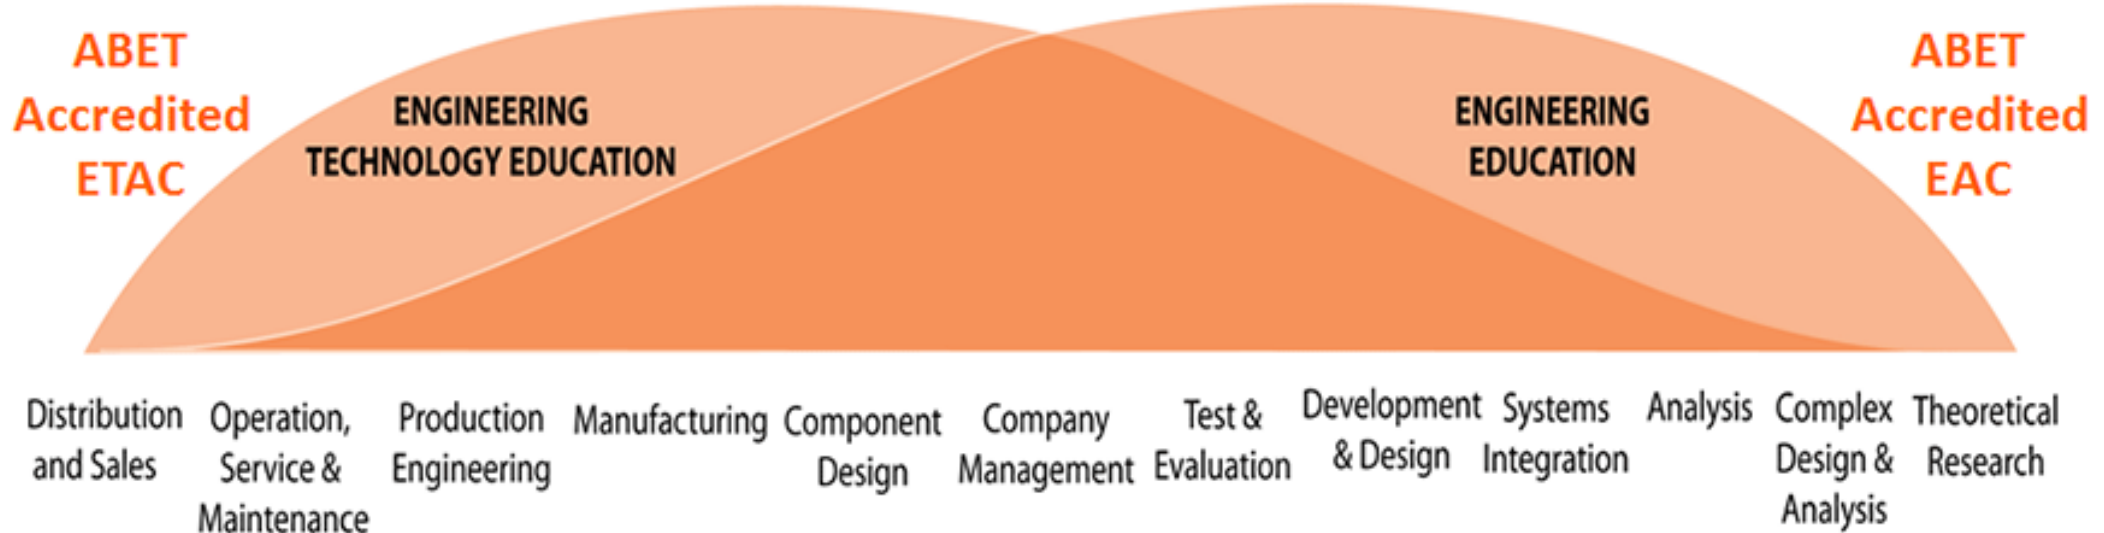 ABET
Accredited
ETAC
ENGINEERING
TECHNOLOGY EDUCATION
ENGINEERING
EDUCATION
ABET
Accredited
EAC
Distribution
and Sales
Operation,
Service &
Maintenance
Production
Engineering
Manufacturing
Component
Design
Company
Management
Test &
Evaluation
Development
& Design
Systems
Integration
Analysis
Complex
Design &
Analysis
Theoretical
Research